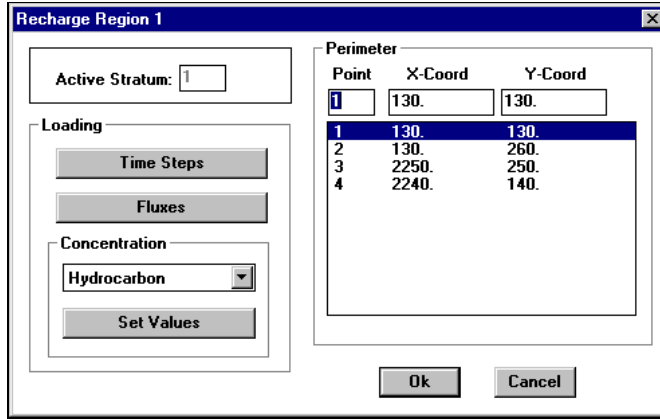 Recharge Region 1
Active Stratum: 1
Loading
Time Steps
Fluxes
Concentration
Hydrocarbon
Set Values
Perimeter
Point X-Coord Y-Coord
1 130. 130.
1 130. 130.
2 130. 260.
3 2250. 250.
4 2240. 140.
Ok Cancel